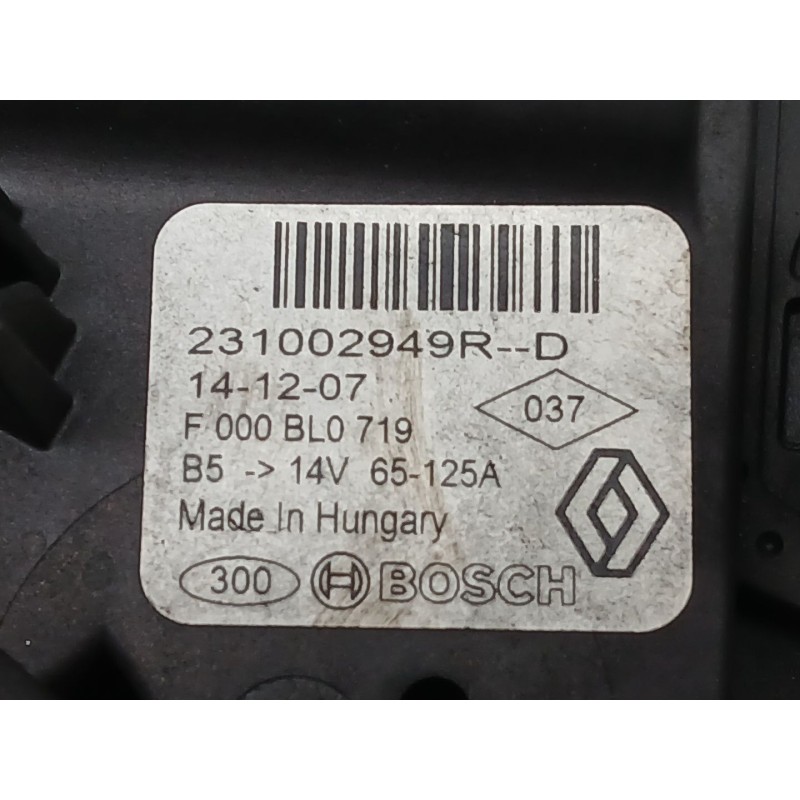 231002949R--D
14-12-07
037
F 000 BL0 719
B5 -> 14V 65-125A
Made In Hungary
300 BOSCH